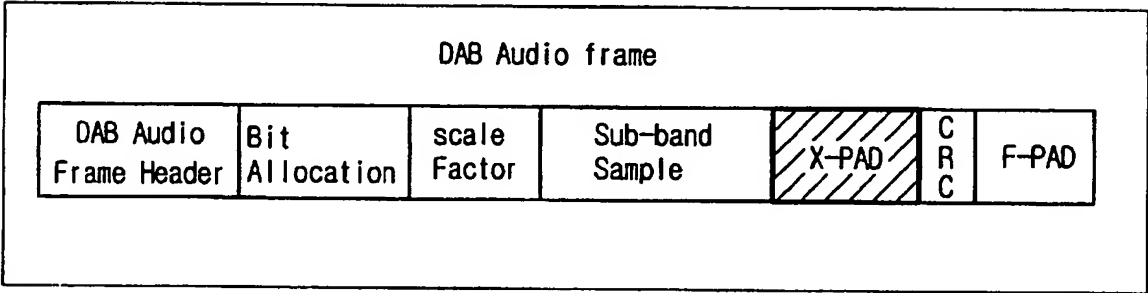 DAB Audio frame
DAB Audio
Frame Header
Bit
Allocation
scale
Factor
Sub-band
Sample
X-PAD
C
R
C
F-PAD